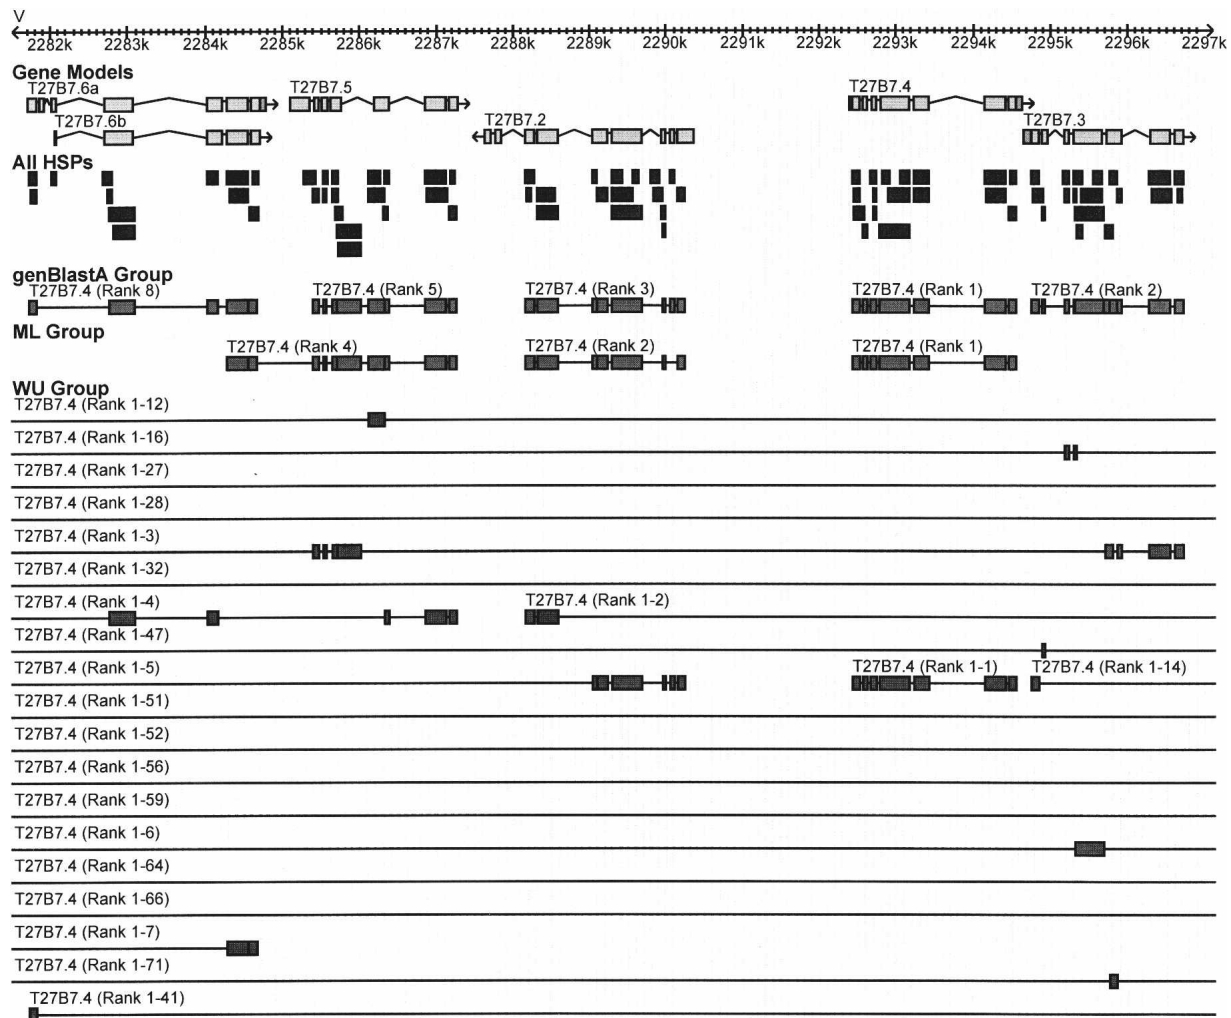 V
2282k 2283k 2284k 2285k 2286k 2287k 2288k 2289k 2290k 2291k 2292k 2293k 2294k 2295k 2296k 2297k
Gene Models
T27B7.6a T27B7.5 T27B7.4
T27B7.6b T27B7.2 T27B7.3
All HSPs
genBlastA Group
T27B7.4 (Rank 8) T27B7.4 (Rank 5) T27B7.4 (Rank 3) T27B7.4 (Rank 1) T27B7.4 (Rank 2)
ML Group
T27B7.4 (Rank 4) T27B7.4 (Rank 2) T27B7.4 (Rank 1)
WU Group
T27B7.4 (Rank 1-12)
T27B7.4 (Rank 1-16)
T27B7.4 (Rank 1-27)
T27B7.4 (Rank 1-28)
T27B7.4 (Rank 1-3)
T27B7.4 (Rank 1-32)
T27B7.4 (Rank 1-4) T27B7.4 (Rank 1-2)
T27B7.4 (Rank 1-47)
T27B7.4 (Rank 1-5) T27B7.4 (Rank 1-1) T27B7.4 (Rank 1-14)
T27B7.4 (Rank 1-51)
T27B7.4 (Rank 1-52)
T27B7.4 (Rank 1-56)
T27B7.4 (Rank 1-59)
T27B7.4 (Rank 1-6)
T27B7.4 (Rank 1-64)
T27B7.4 (Rank 1-66)
T27B7.4 (Rank 1-7)
T27B7.4 (Rank 1-71)
T27B7.4 (Rank 1-41)